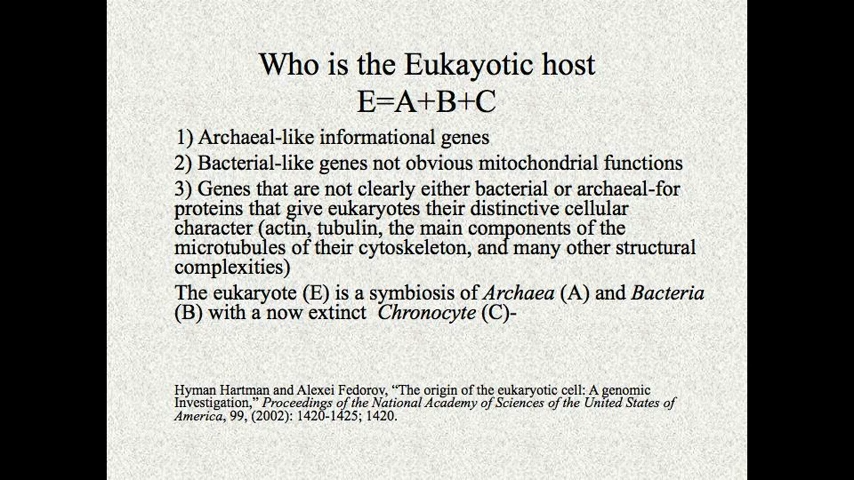 Who is the Eukayotic host
E=A+B+C
1) Archaeal-like informational genes
2) Bacterial-like genes not obvious mitochondrial functions
3) Genes that are not clearly either bacterial or archaeal-for
proteins that give eukaryotes their distinctive cellular
character (actin, tubulin, the main components of the
microtubules of their cytoskeleton, and many other structural
complexities)
The eukaryote (E) is a symbiosis of Archaea (A) and Bacteria
(B) with a now extinct Chronocyte (C)-
Hyman Hartman and Alexei Fedorov, “The origin of the eukaryotic cell: A genomic
Investigation,” Proceedings of the National Academy of Sciences of the United States of
America, 99, (2002): 1420-1425; 1420.